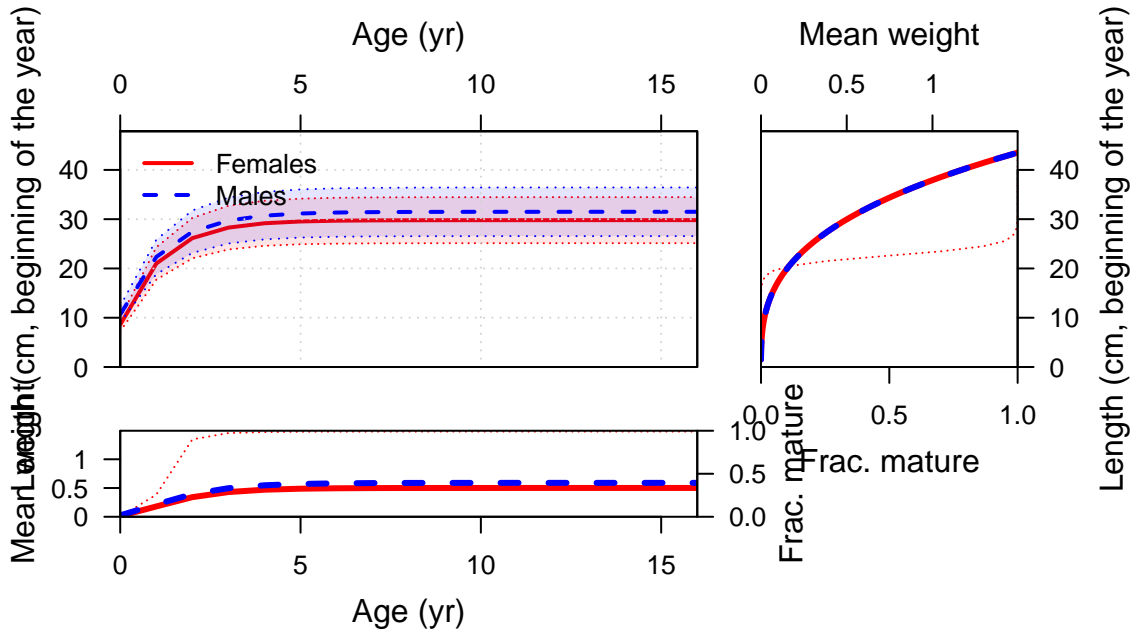 Age (yr)
Mean weight
0 5 10 15
0 0.5 1
Length (cm, beginning of the year)
40
30
20
10
0
Females
Males
40
30
20
10
0
Length (cm, beginning of the year)
0.0 0.5 1.0
Frac. mature
Mean weight
1
0.5
0
1.0
0.5
0.0
Frac. mature
0 5 10 15
Age (yr)